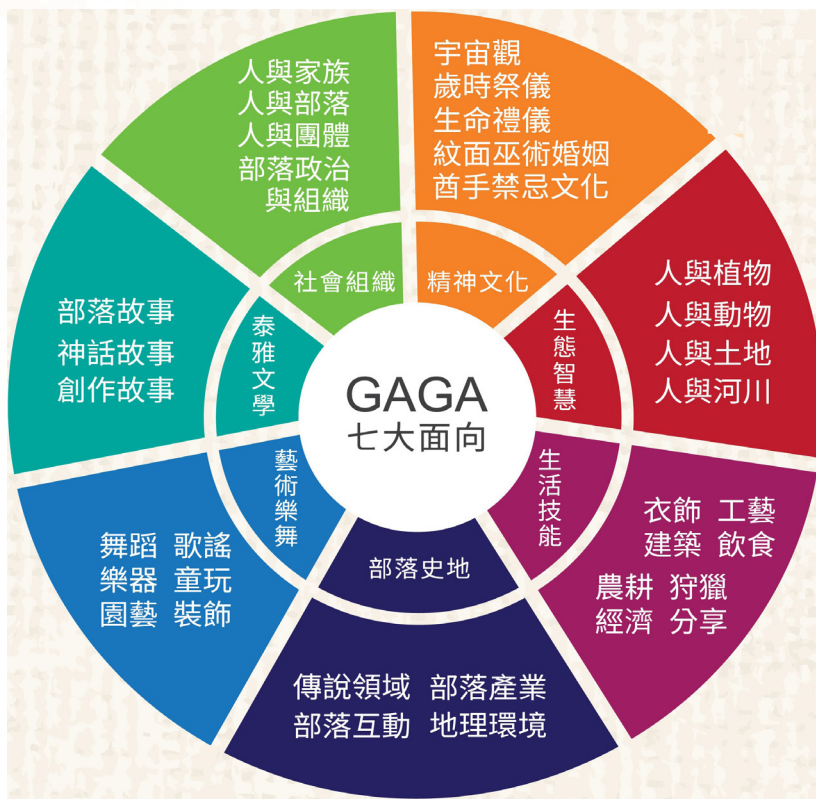 GAGA
七大面向
精神文化
宇宙觀
歲時祭儀
生命禮儀
紋面巫術婚姻
酋手禁忌文化
生態智慧
人與植物
人與動物
人與土地
人與河川
生活技能
衣飾 工藝
建築 飲食
農耕 狩獵
經濟 分享
部落史地
傳說領域 部落產業
部落互動 地理環境
藝術樂舞
舞蹈 歌謠
樂器 童玩
園藝 裝飾
泰雅文學
部落故事
神話故事
創作故事
社會組織
人與家族
人與部落
人與團體
部落政治
與組織